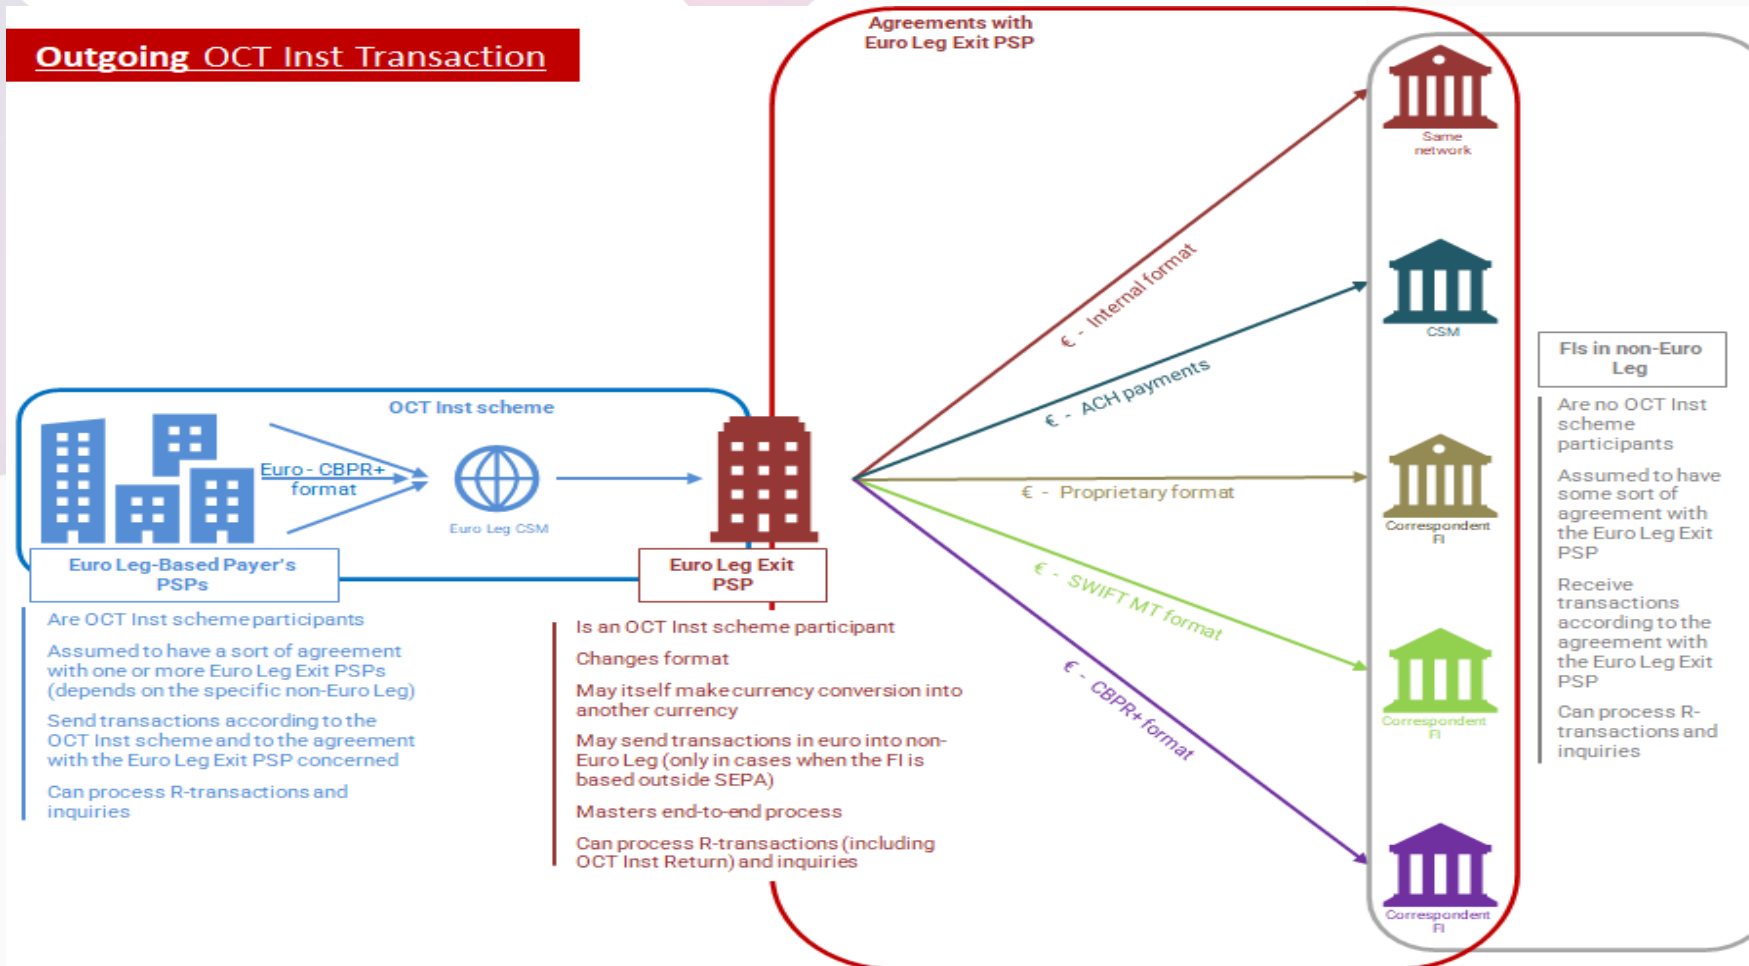 Outgoing OCT Inst Transaction
Agreements with
Euro Leg Exit PSP
OCT Inst scheme
Euro - CBPR+
format
Euro Leg CSM
Euro Leg-Based Payer's
PSPs
Are OCT Inst scheme participants
Assumed to have a sort of agreement
with one or more Euro Leg Exit PSPs
(depends on the specific non-Euro Leg)
Send transactions according to the
OCT Inst scheme and to the agreement
with the Euro Leg Exit PSP concerned
Can process R-transactions and
inquiries
Euro Leg Exit
PSP
Is an OCT Inst scheme participant
Changes format
May itself make currency conversion into
another currency
May send transactions in euro into non-
Euro Leg (only in cases when the FI is
based outside SEPA)
Masters end-to-end process
Can process R-transactions (including
OCT Inst Return) and inquiries
€ - Internal format
€ - ACH payments
€ - Proprietary format
€ - SWIFT MT format
€ - CBPR+ format
Same
network
CSM
Correspondent
FI
Correspondent
FI
Correspondent
FI
FIs in non-Euro
Leg
Are no OCT Inst
scheme
participants
Assumed to have
some sort of
agreement with
the Euro Leg Exit
PSP
Receive
transactions
according to the
agreement with
the Euro Leg Exit
PSP
Can process R-
transactions and
inquiries